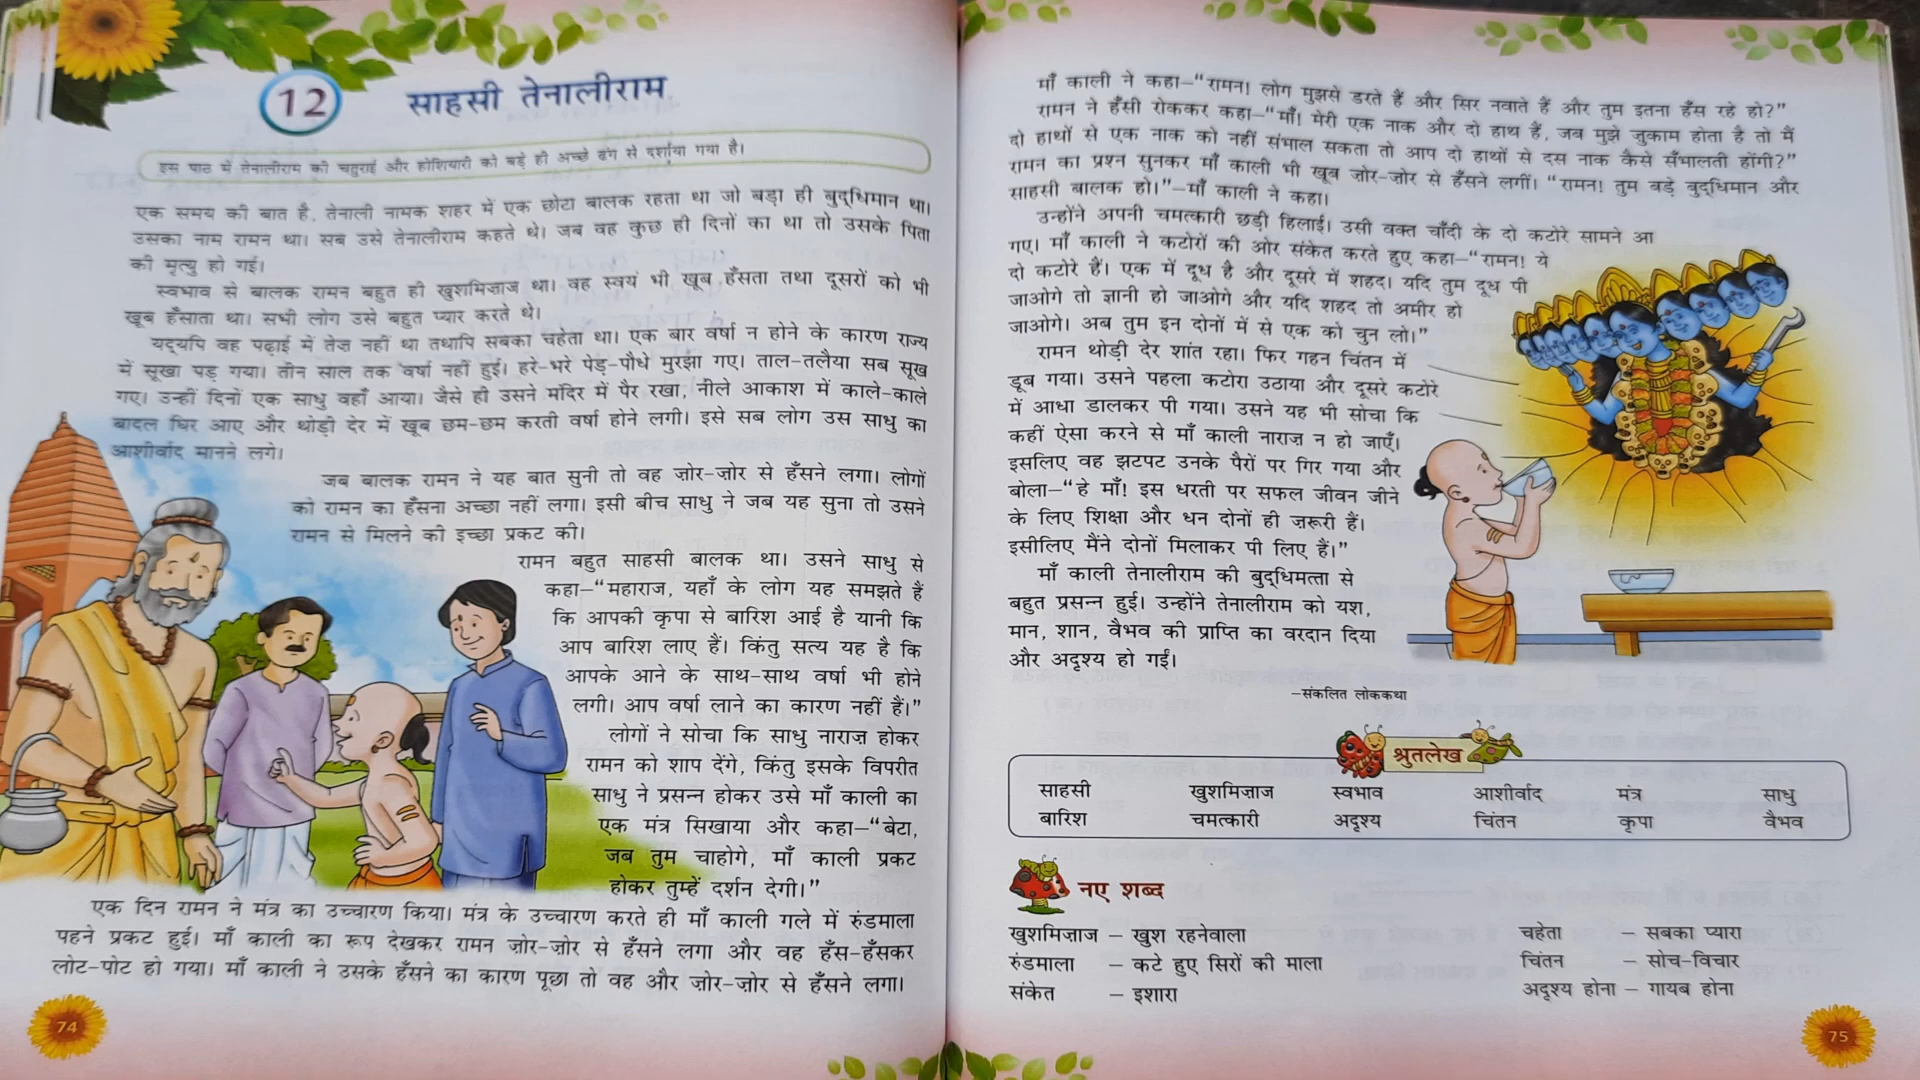 12
साहसी तेनालीराम
इस पाठ में तेनालीराम की चतुराई और होशियारी को बड़े ही अच्छे ढंग से दर्शाया गया है।
एक समय की बात है, तेनाली नामक शहर में एक छोटा बालक रहता था जो बड़ा ही बुद्धिमान था।
उसका नाम रामन था। सब उसे तेनालीराम कहते थे। जब वह कुछ ही दिनों का था तो उसके पिता
की मृत्यु हो गई।
स्वभाव से बालक रामन बहुत ही खुशमिज़ाज था। वह स्वयं भी खूब हँसता तथा दूसरों को भी
खूब हँसाता था। सभी लोग उसे बहुत प्यार करते थे।
यद्यपि वह पढ़ाई में तेज़ नहीं था तथापि सबका चहेता था। एक बार वर्षा न होने के कारण राज्य
में सूखा पड़ गया। तीन साल तक वर्षा नहीं हुई। हरे-भरे पेड़-पौधे मुरझा गए। ताल-तलैया सब सूख
गए। उन्हीं दिनों एक साधु वहाँ आया। जैसे ही उसने मंदिर में पैर रखा, नीले आकाश में काले-काले
बादल घिर आए और थोड़ी देर में खूब छम-छम करती वर्षा होने लगी। इसे सब लोग उस साधु का
आशीर्वाद मानने लगे।
जब बालक रामन ने यह बात सुनी तो वह ज़ोर-ज़ोर से हँसने लगा। लोगों
को रामन का हँसना अच्छा नहीं लगा। इसी बीच साधु ने जब यह सुना तो उसने
रामन से मिलने की इच्छा प्रकट की।
रामन बहुत साहसी बालक था। उसने साधु से
कहा–“महाराज, यहाँ के लोग यह समझते हैं
कि आपकी कृपा से बारिश आई है यानी कि
आप बारिश लाए हैं। किंतु सत्य यह है कि
आपके आने के साथ-साथ वर्षा भी होने
लगी। आप वर्षा लाने का कारण नहीं हैं।”
लोगों ने सोचा कि साधु नाराज़ होकर
रामन को शाप देंगे, किंतु इसके विपरीत
साधु ने प्रसन्न होकर उसे माँ काली का
एक मंत्र सिखाया और कहा–“बेटा,
जब तुम चाहोगे, माँ काली प्रकट
होकर तुम्हें दर्शन देगी।”
एक दिन रामन ने मंत्र का उच्चारण किया। मंत्र के उच्चारण करते ही माँ काली गले में रुंडमाला
पहने प्रकट हुई। माँ काली का रूप देखकर रामन ज़ोर-ज़ोर से हँसने लगा और वह हँस-हँसकर
लोट-पोट हो गया। माँ काली ने उसके हँसने का कारण पूछा तो वह और ज़ोर-ज़ोर से हँसने लगा।
74
माँ काली ने कहा–“रामन! लोग मुझसे डरते हैं और सिर नवाते हैं और तुम इतना हँस रहे हो?”
रामन ने हँसी रोककर कहा–“माँ! मेरी एक नाक और दो हाथ हैं, जब मुझे जुकाम होता है तो मैं
दो हाथों से एक नाक को नहीं संभाल सकता तो आप दो हाथों से दस नाक कैसे सँभालती होंगी?”
रामन का प्रश्न सुनकर माँ काली भी खूब ज़ोर-ज़ोर से हँसने लगीं। “रामन! तुम बड़े बुद्धिमान और
साहसी बालक हो।”–माँ काली ने कहा।
उन्होंने अपनी चमत्कारी छड़ी हिलाई। उसी वक्त चाँदी के दो कटोरे सामने आ
गए। माँ काली ने कटोरों की ओर संकेत करते हुए कहा–“रामन! ये
दो कटोरे हैं। एक में दूध है और दूसरे में शहद। यदि तुम दूध पी
जाओगे तो ज्ञानी हो जाओगे और यदि शहद तो अमीर हो
जाओगे। अब तुम इन दोनों में से एक को चुन लो।”
रामन थोड़ी देर शांत रहा। फिर गहन चिंतन में
डूब गया। उसने पहला कटोरा उठाया और दूसरे कटोरे
में आधा डालकर पी गया। उसने यह भी सोचा कि
कहीं ऐसा करने से माँ काली नाराज़ न हो जाएँ।
इसलिए वह झटपट उनके पैरों पर गिर गया और
बोला–“हे माँ! इस धरती पर सफल जीवन जीने
के लिए शिक्षा और धन दोनों ही ज़रूरी हैं।
इसीलिए मैंने दोनों मिलाकर पी लिए हैं।”
माँ काली तेनालीराम की बुद्धिमत्ता से
बहुत प्रसन्न हुई। उन्होंने तेनालीराम को यश,
मान, शान, वैभव की प्राप्ति का वरदान दिया
और अदृश्य हो गईं।
–संकलित लोककथा
श्रुतलेख
साहसी खुशमिज़ाज स्वभाव आशीर्वाद मंत्र साधु
बारिश चमत्कारी अदृश्य चिंतन कृपा वैभव
नए शब्द
खुशमिज़ाज – खुश रहनेवाला चहेता – सबका प्यारा
रुंडमाला – कटे हुए सिरों की माला चिंतन – सोच-विचार
संकेत – इशारा अदृश्य होना – गायब होना
75